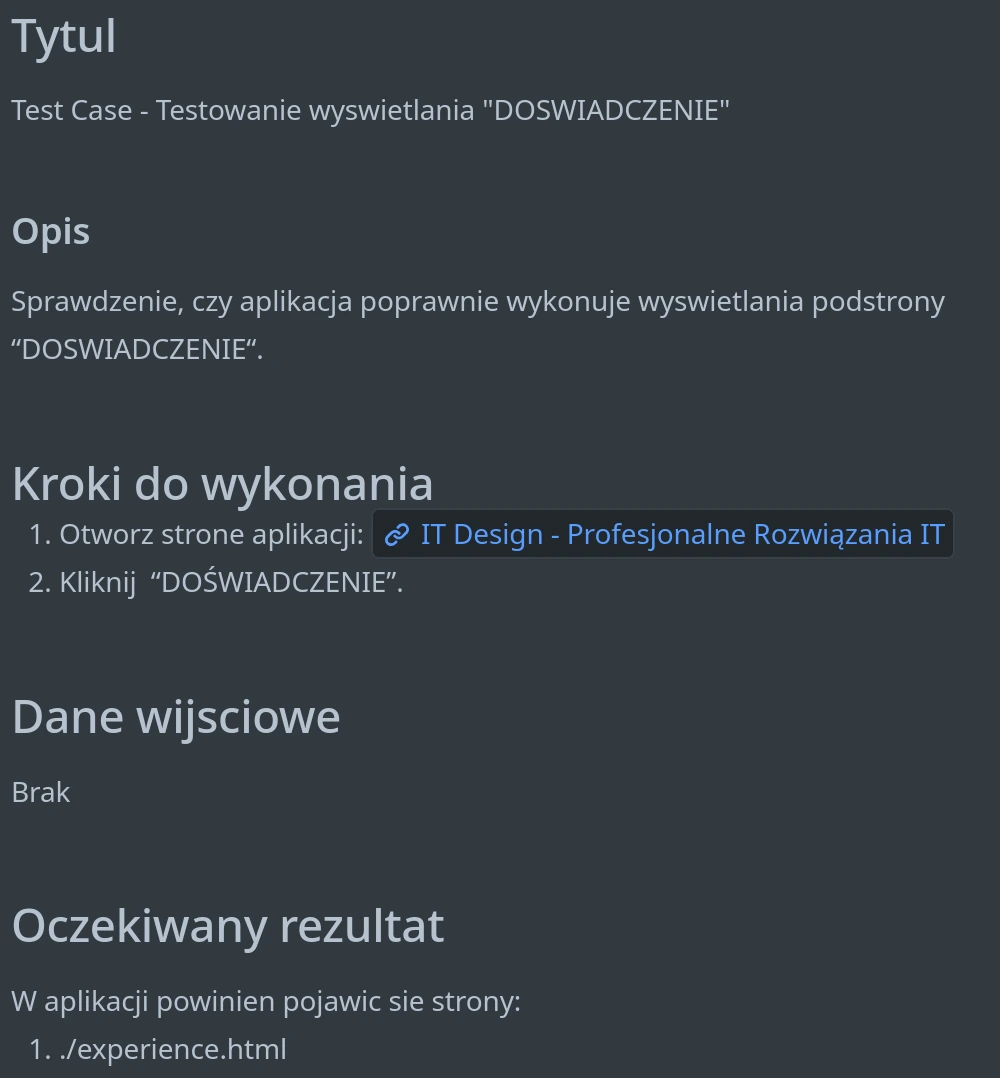 Tytul
Test Case - Testowanie wyswietlania "DOSWIADCZENIE"
Opis
Sprawdzenie, czy aplikacja poprawnie wykonuje wyswietlania podstrony
“DOSWIADCZENIE“.
Kroki do wykonania
1. Otworz strone aplikacji: IT Design - Profesjonalne Rozwiązania IT
2. Kliknij “DOŚWIADCZENIE”.
Dane wijsciowe
Brak
Oczekiwany rezultat
W aplikacji powinien pojawic sie strony:
1. ./experience.html